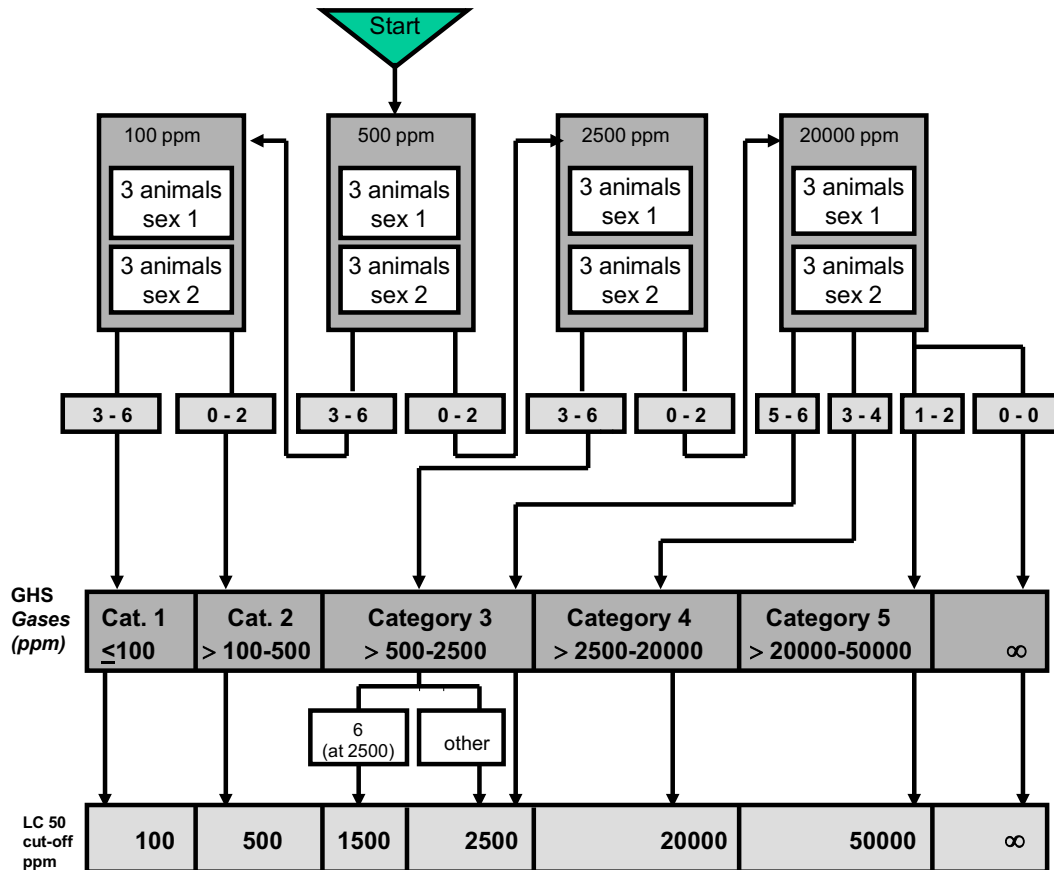 Start
100 ppm
500 ppm
2500 ppm
20000 ppm
3 animals
sex 1
3 animals
sex 1
3 animals
sex 1
3 animals
sex 1
3 animals
sex 2
3 animals
sex 2
3 animals
sex 2
3 animals
sex 2
3 - 6
0 - 2
3 - 6
0 - 2
3 - 6
0 - 2
5 - 6
3 - 4
1 - 2
0 - 0
GHS
Gases
(ppm)
Cat. 1
≤100
Cat. 2
> 100-500
Category 3
> 500-2500
Category 4
> 2500-20000
Category 5
> 20000-50000
∞
6
(at 2500)
other
LC 50
cut-off
ppm
100
500
1500
2500
20000
50000
∞